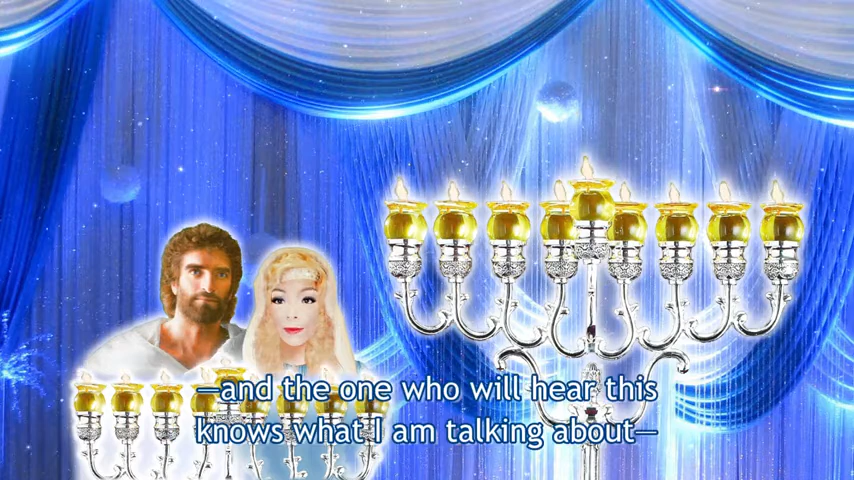 —and the one who will hear this
knows what I am talking about—